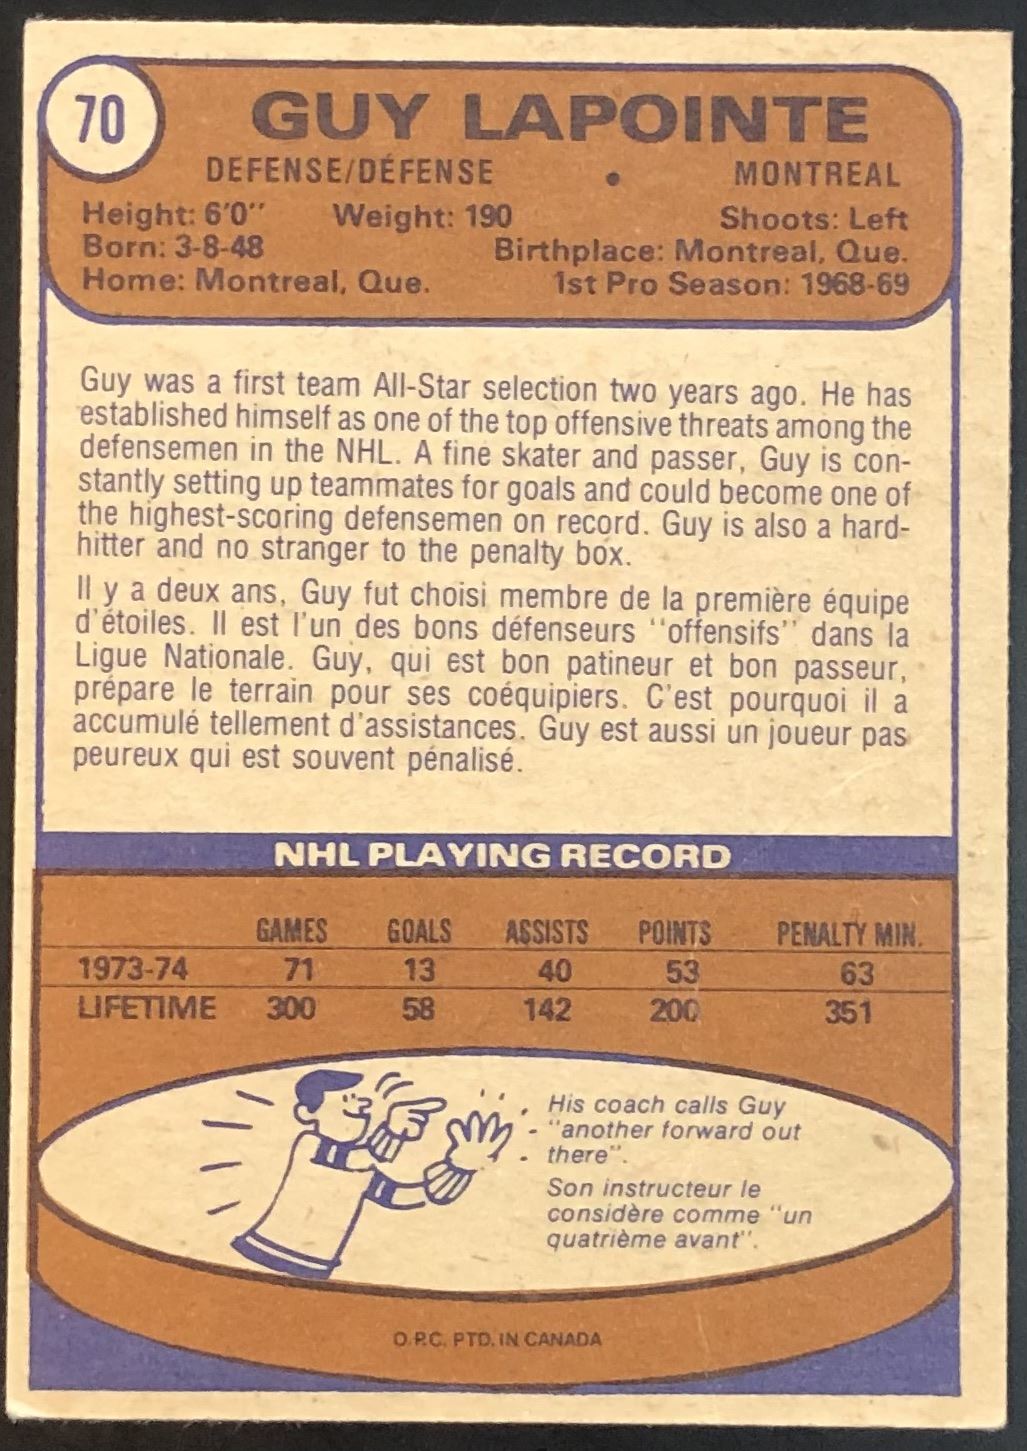 70
GUY LAPOINTE
DEFENSE/DÉFENSE • MONTREAL
Height: 6'0" Weight: 190 Shoots: Left
Born: 3-8-48 Birthplace: Montreal, Que.
Home: Montreal, Que. 1st Pro Season: 1968-69
Guy was a first team All-Star selection two years ago. He has
established himself as one of the top offensive threats among the
defensemen in the NHL. A fine skater and passer, Guy is con-
stantly setting up teammates for goals and could become one of
the highest-scoring defensemen on record. Guy is also a hard-
hitter and no stranger to the penalty box.
Il y a deux ans, Guy fut choisi membre de la première équipe
d'étoiles. Il est l'un des bons défenseurs "offensifs" dans la
Ligue Nationale. Guy, qui est bon patineur et bon passeur,
prépare le terrain pour ses coéquipiers. C'est pourquoi il a
accumulé tellement d'assistances. Guy est aussi un joueur pas
peureux qui est souvent pénalisé.
NHL PLAYING RECORD
GAMES GOALS ASSISTS POINTS PENALTY MIN.
1973-74 71 13 40 53 63
LIFETIME 300 58 142 200 351
His coach calls Guy
"another forward out
there".
Son instructeur le
considère comme "un
quatrième avant".
O.P.C. PTD. IN CANADA